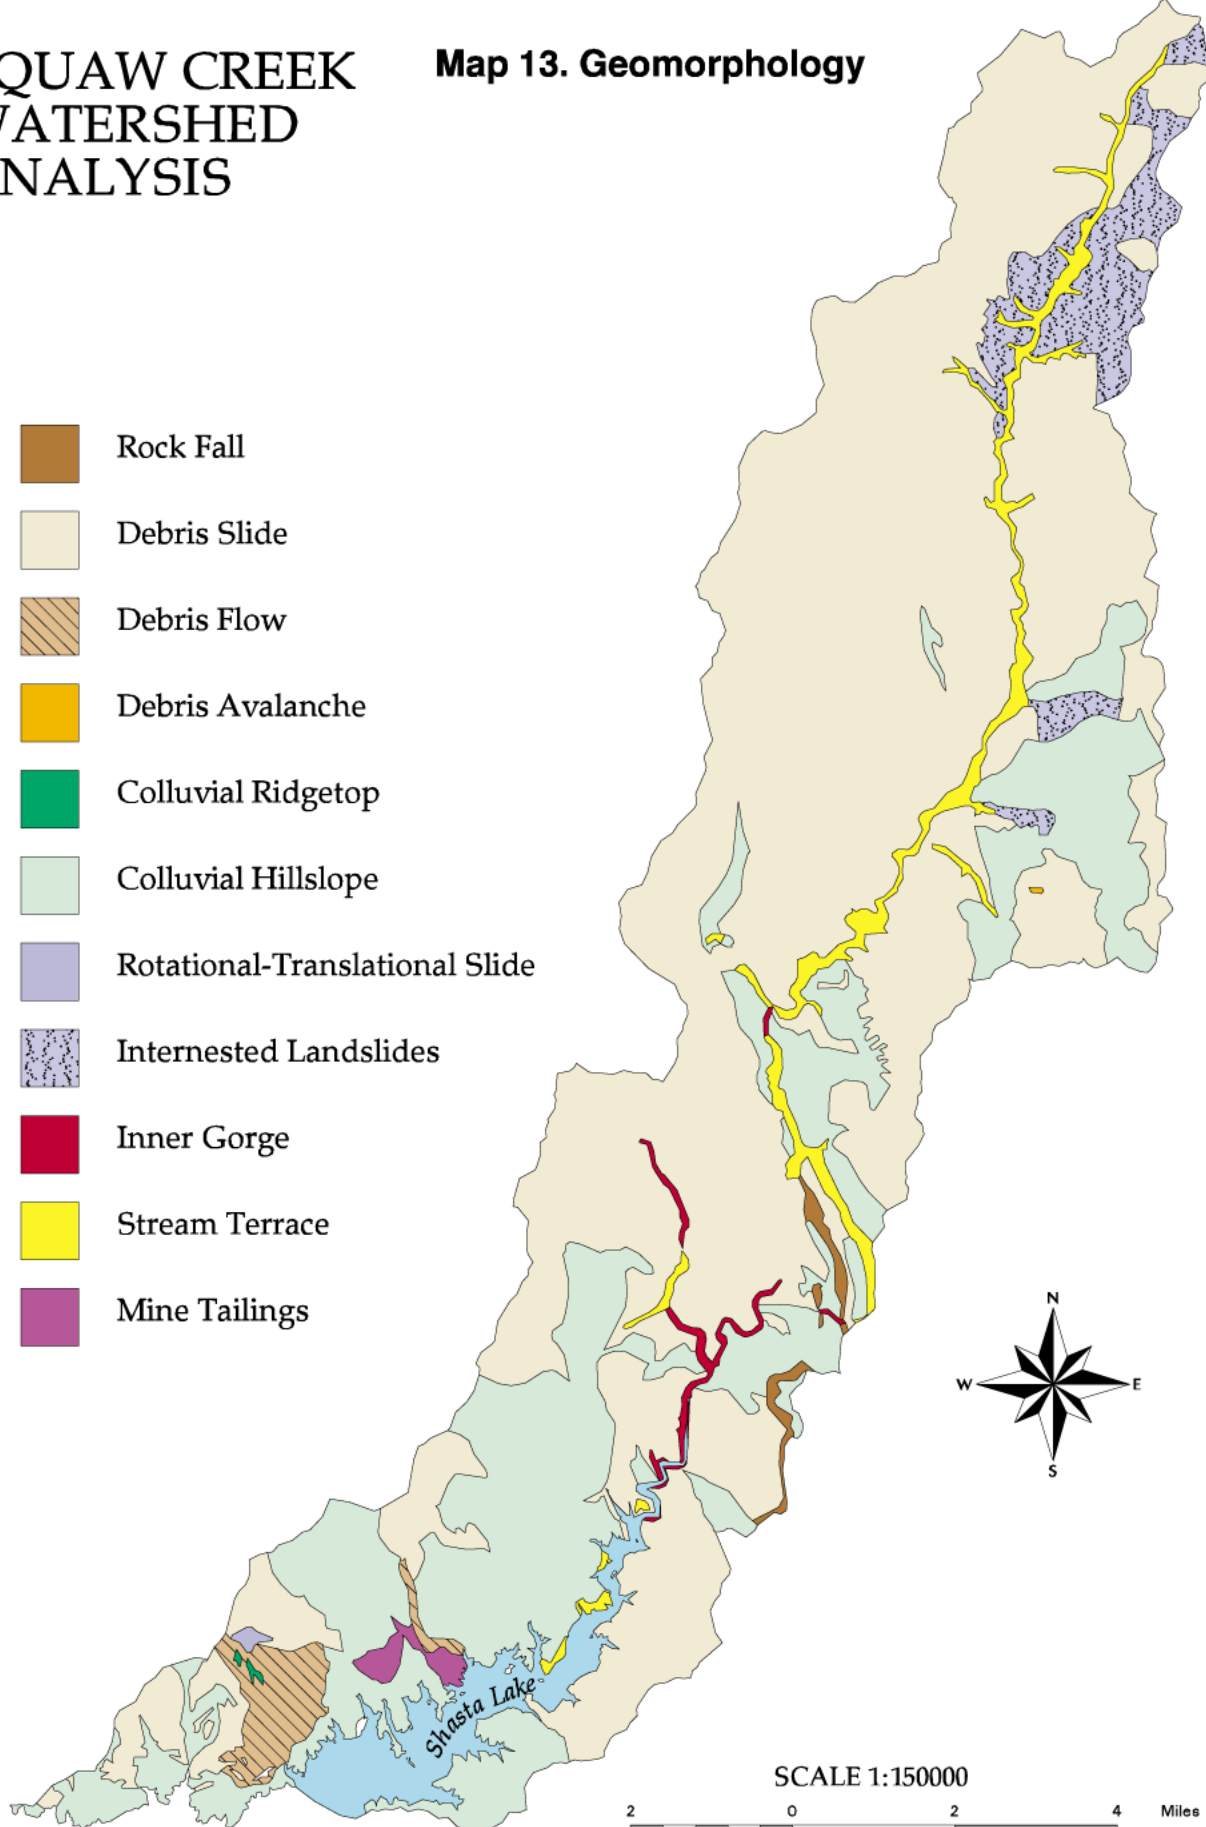 QUAW CREEK
WATERSHED
NALYSIS
Map 13. Geomorphology
Rock Fall
Debris Slide
Debris Flow
Debris Avalanche
Colluvial Ridgetop
Colluvial Hillslope
Rotational-Translational Slide
Internested Landslides
Inner Gorge
Stream Terrace
Mine Tailings
N
W
E
S
Shasta Lake
SCALE 1:150000
2 0 2 4 Miles